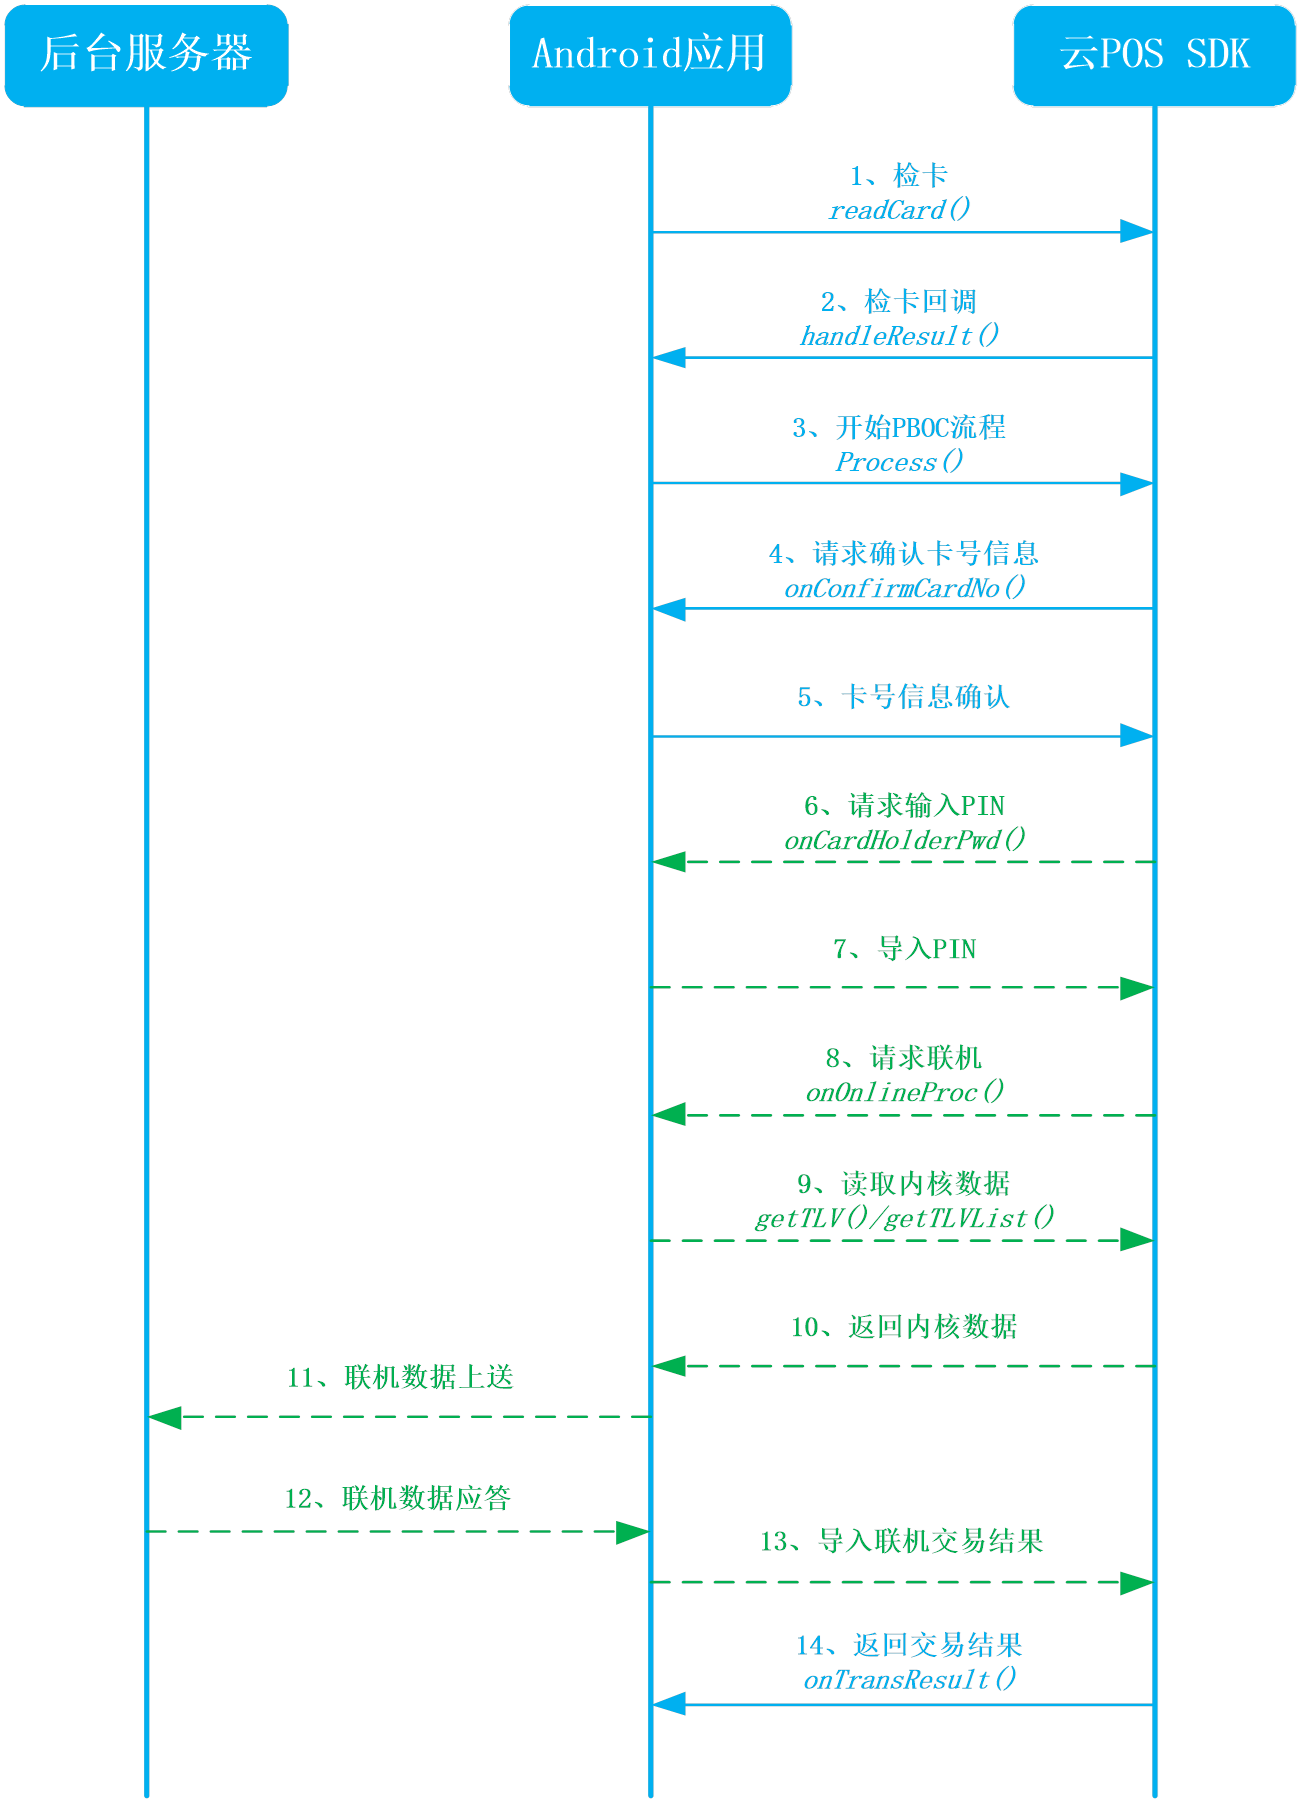 后台服务器
Android应用
云POS SDK
1、检卡
readCard()
2、检卡回调
handleResult()
3、开始PBOC流程
Process()
4、请求确认卡号信息
onConfirmCardNo()
5、卡号信息确认
6、请求输入PIN
onCardHolderPwd()
7、导入PIN
8、请求联机
onOnlineProc()
9、读取内核数据
getTLV()/getTLVList()
10、返回内核数据
11、联机数据上送
12、联机数据应答
13、导入联机交易结果
14、返回交易结果
onTransResult()